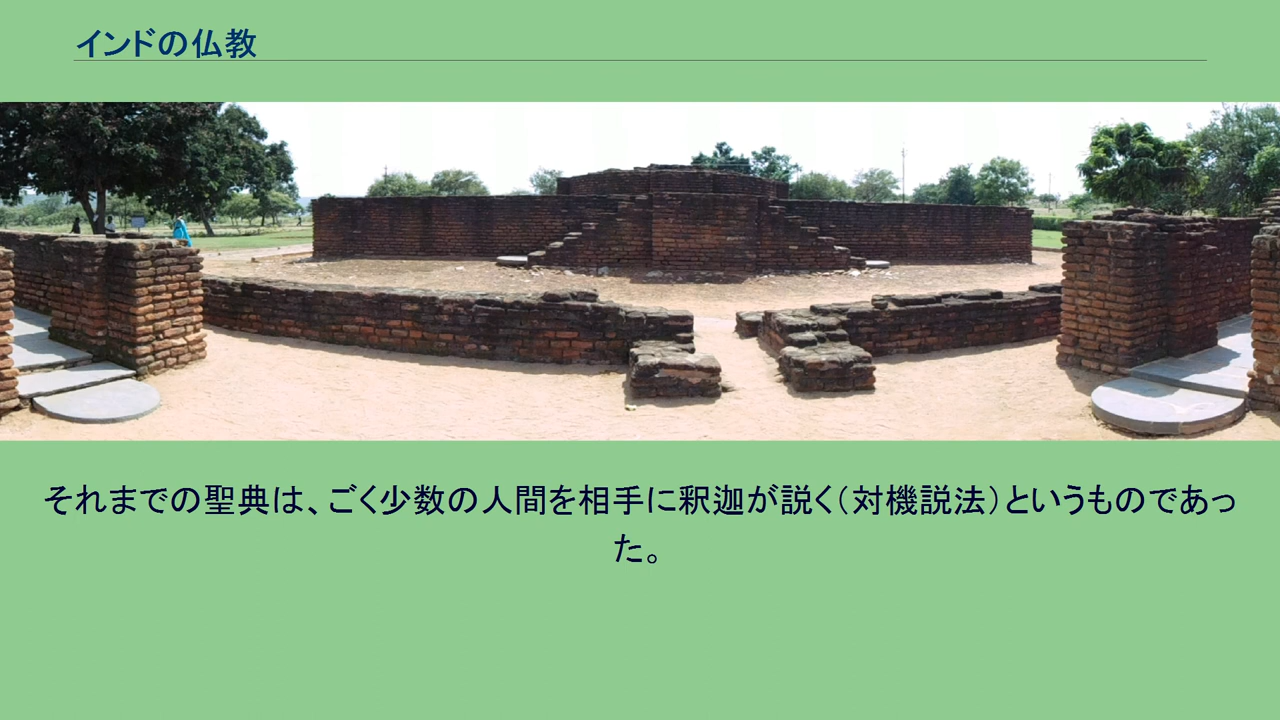 インドの仏教
それまでの聖典は、ごく少数の人間を相手に釈迦が説く（対機説法）というものであっ
た。